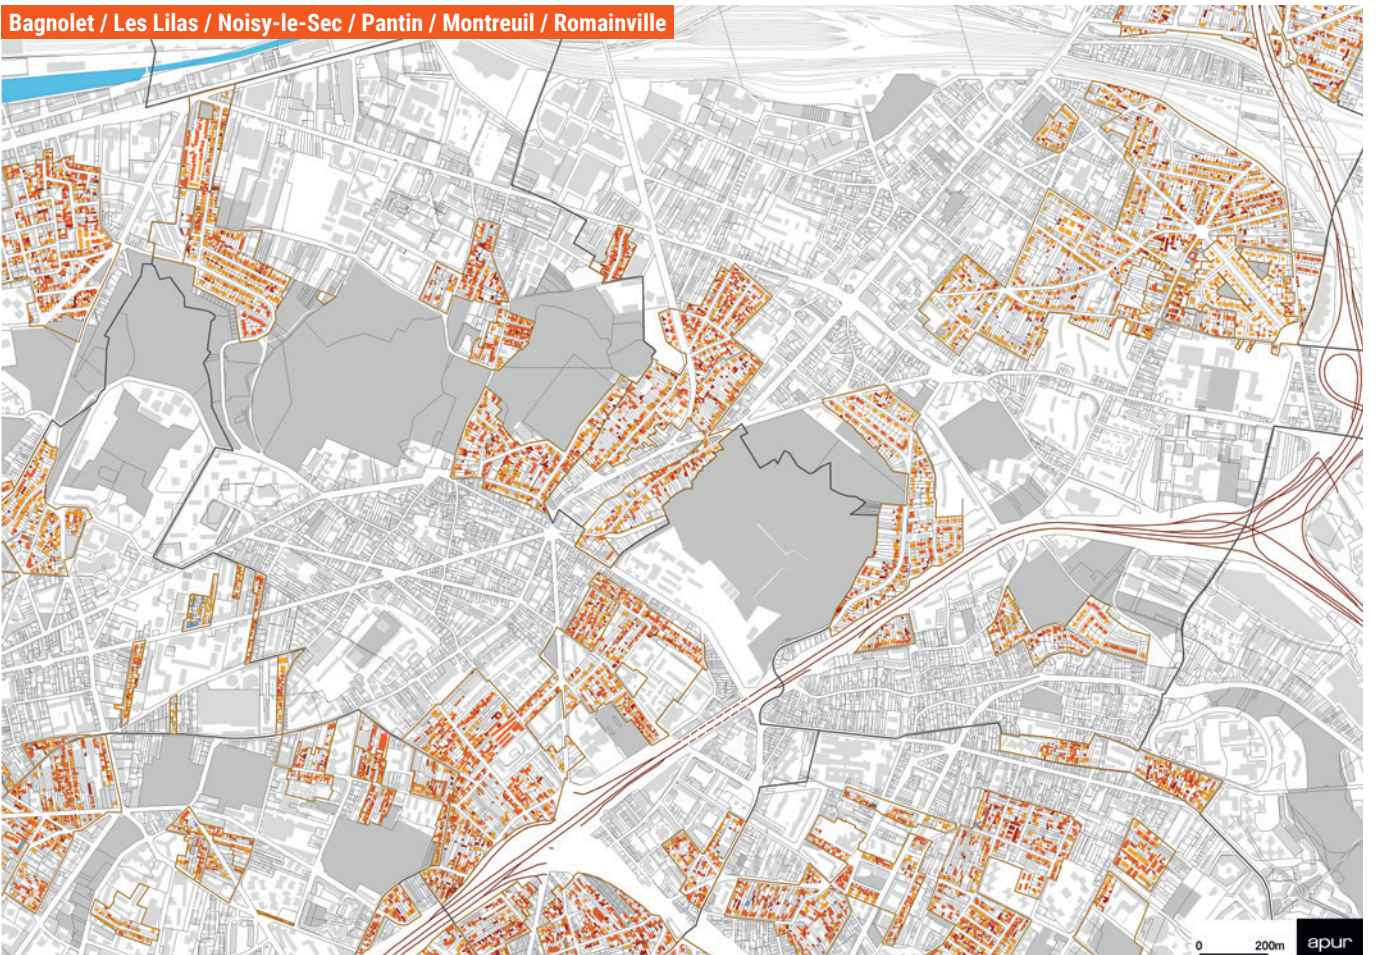 Bagnolet / Les Lilas / Noisy-le-Sec / Pantin / Montreuil / Romainville
0 200m
apur